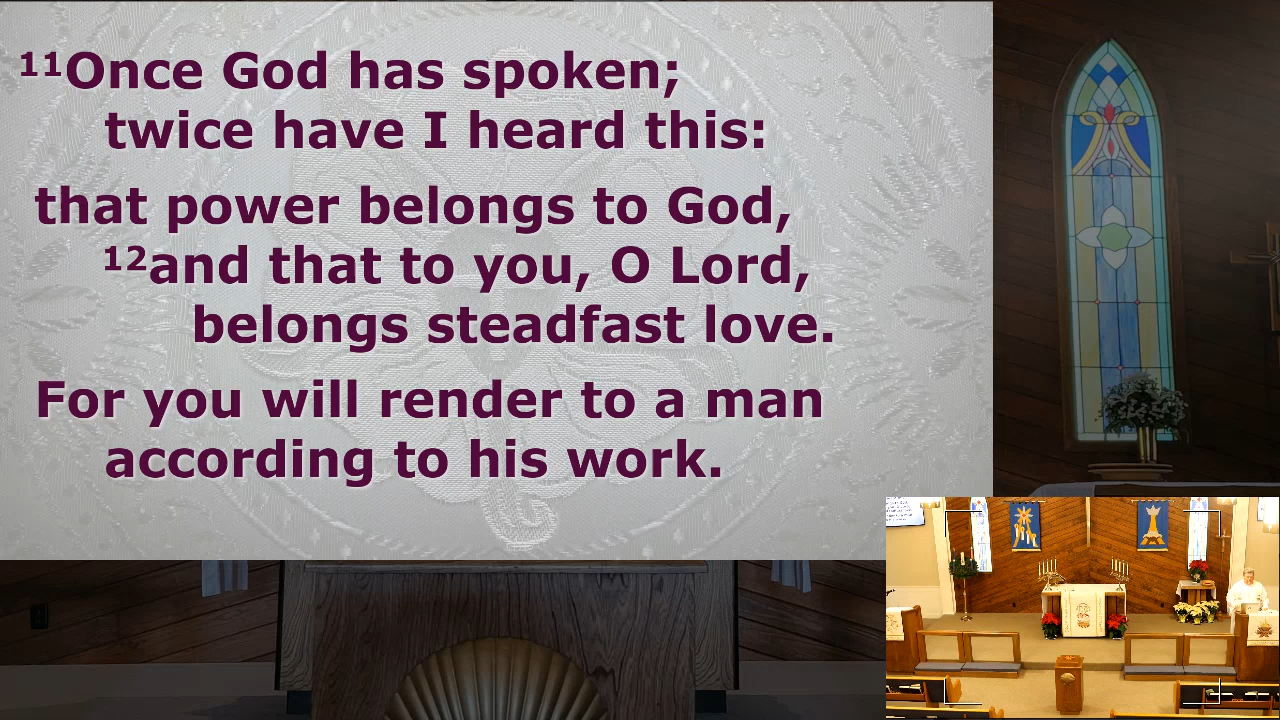 ¹¹Once God has spoken;
twice have I heard this:
that power belongs to God,
¹²and that to you, O Lord,
belongs steadfast love.
For you will render to a man
according to his work.